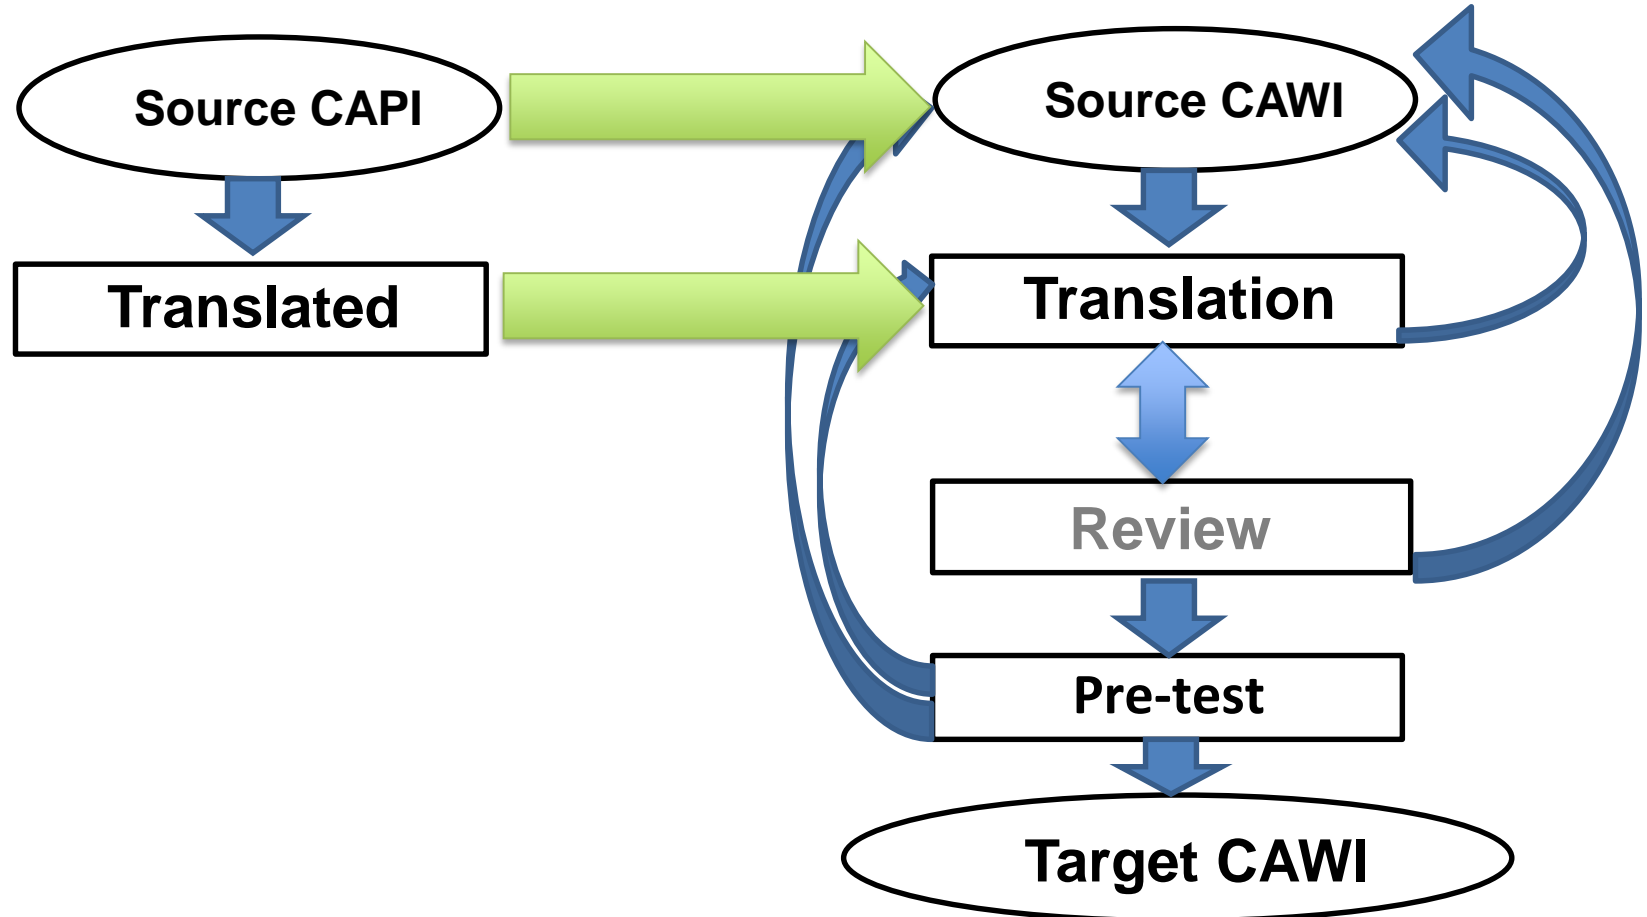 Source CAPI
Source CAWI
Translated
Translation
Review
Pre-test
Target CAWI